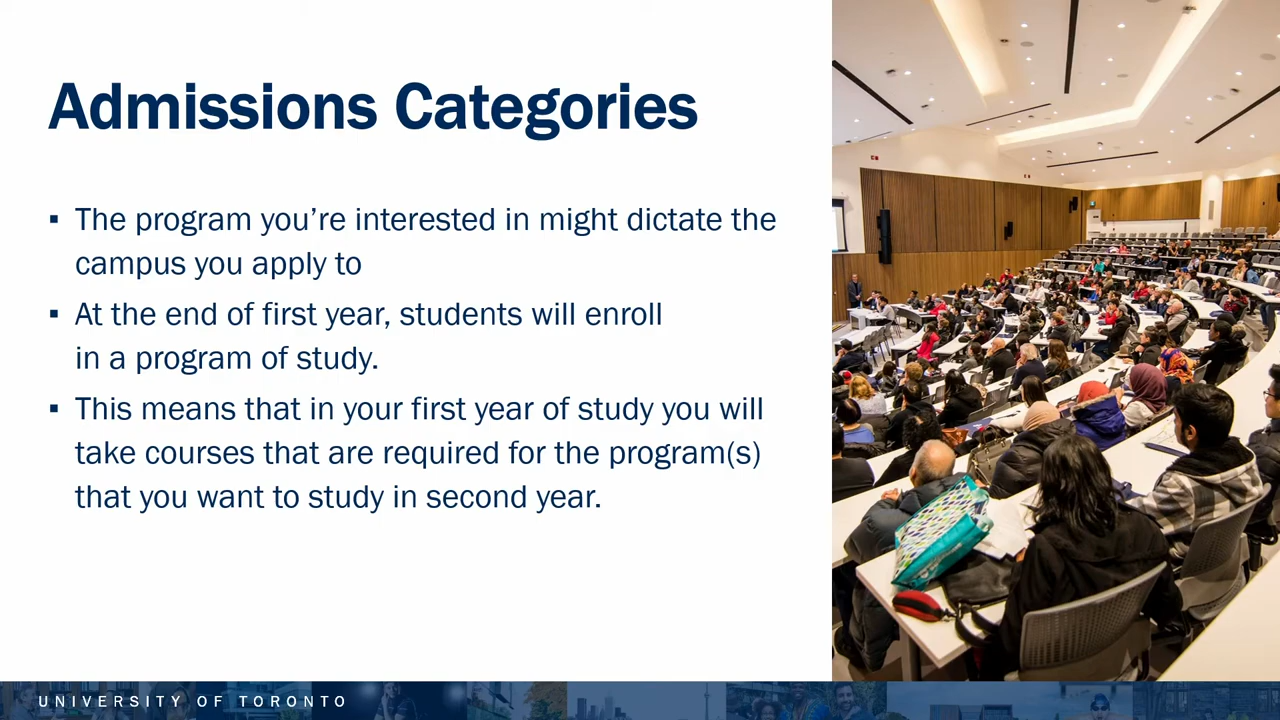 Admissions Categories
▪ The program you’re interested in might dictate the
campus you apply to
▪ At the end of first year, students will enroll
in a program of study.
▪ This means that in your first year of study you will
take courses that are required for the program(s)
that you want to study in second year.
UNIVERSITY OF TORONTO